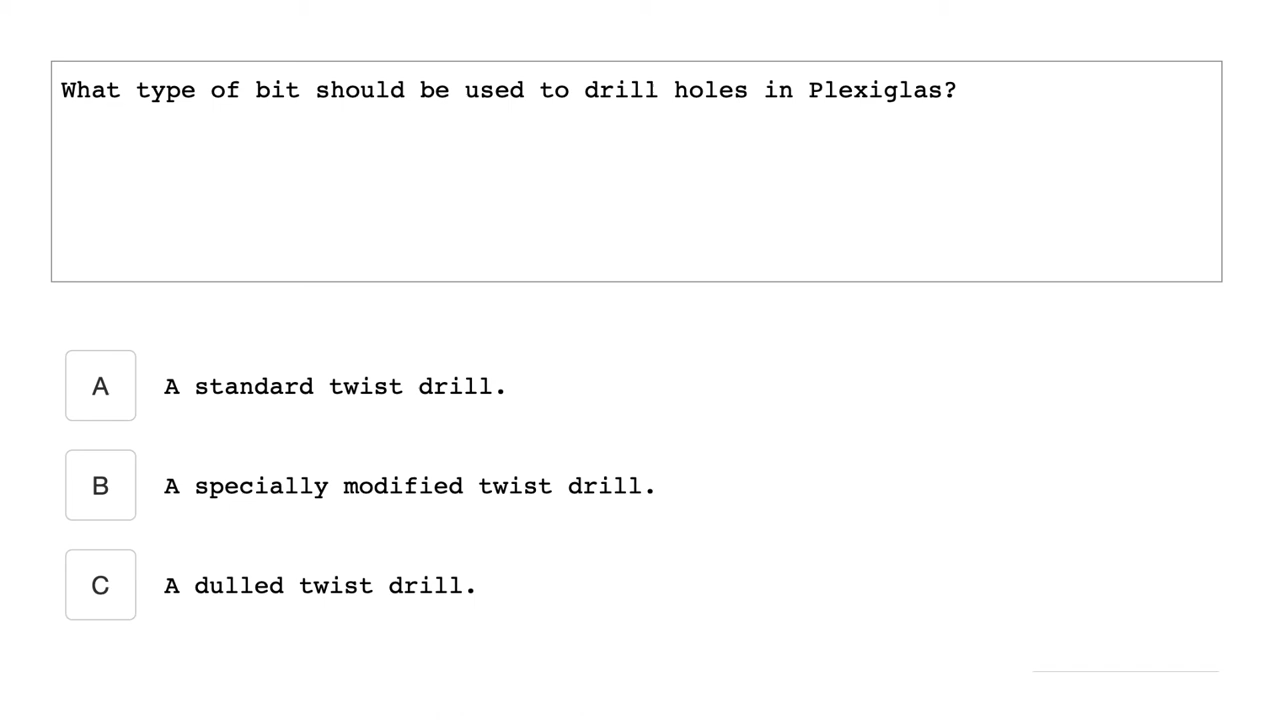 What type of bit should be used to drill holes in Plexiglas?
A A standard twist drill.
B A specially modified twist drill.
C A dulled twist drill.